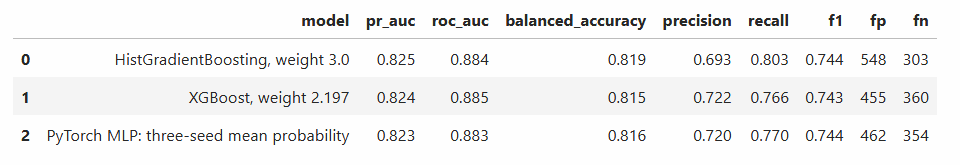 model pr_auc roc_auc balanced_accuracy precision recall f1 fp fn
0 HistGradientBoosting, weight 3.0 0.825 0.884 0.819 0.693 0.803 0.744 548 303
1 XGBoost, weight 2.197 0.824 0.885 0.815 0.722 0.766 0.743 455 360
2 PyTorch MLP: three-seed mean probability 0.823 0.883 0.816 0.720 0.770 0.744 462 354